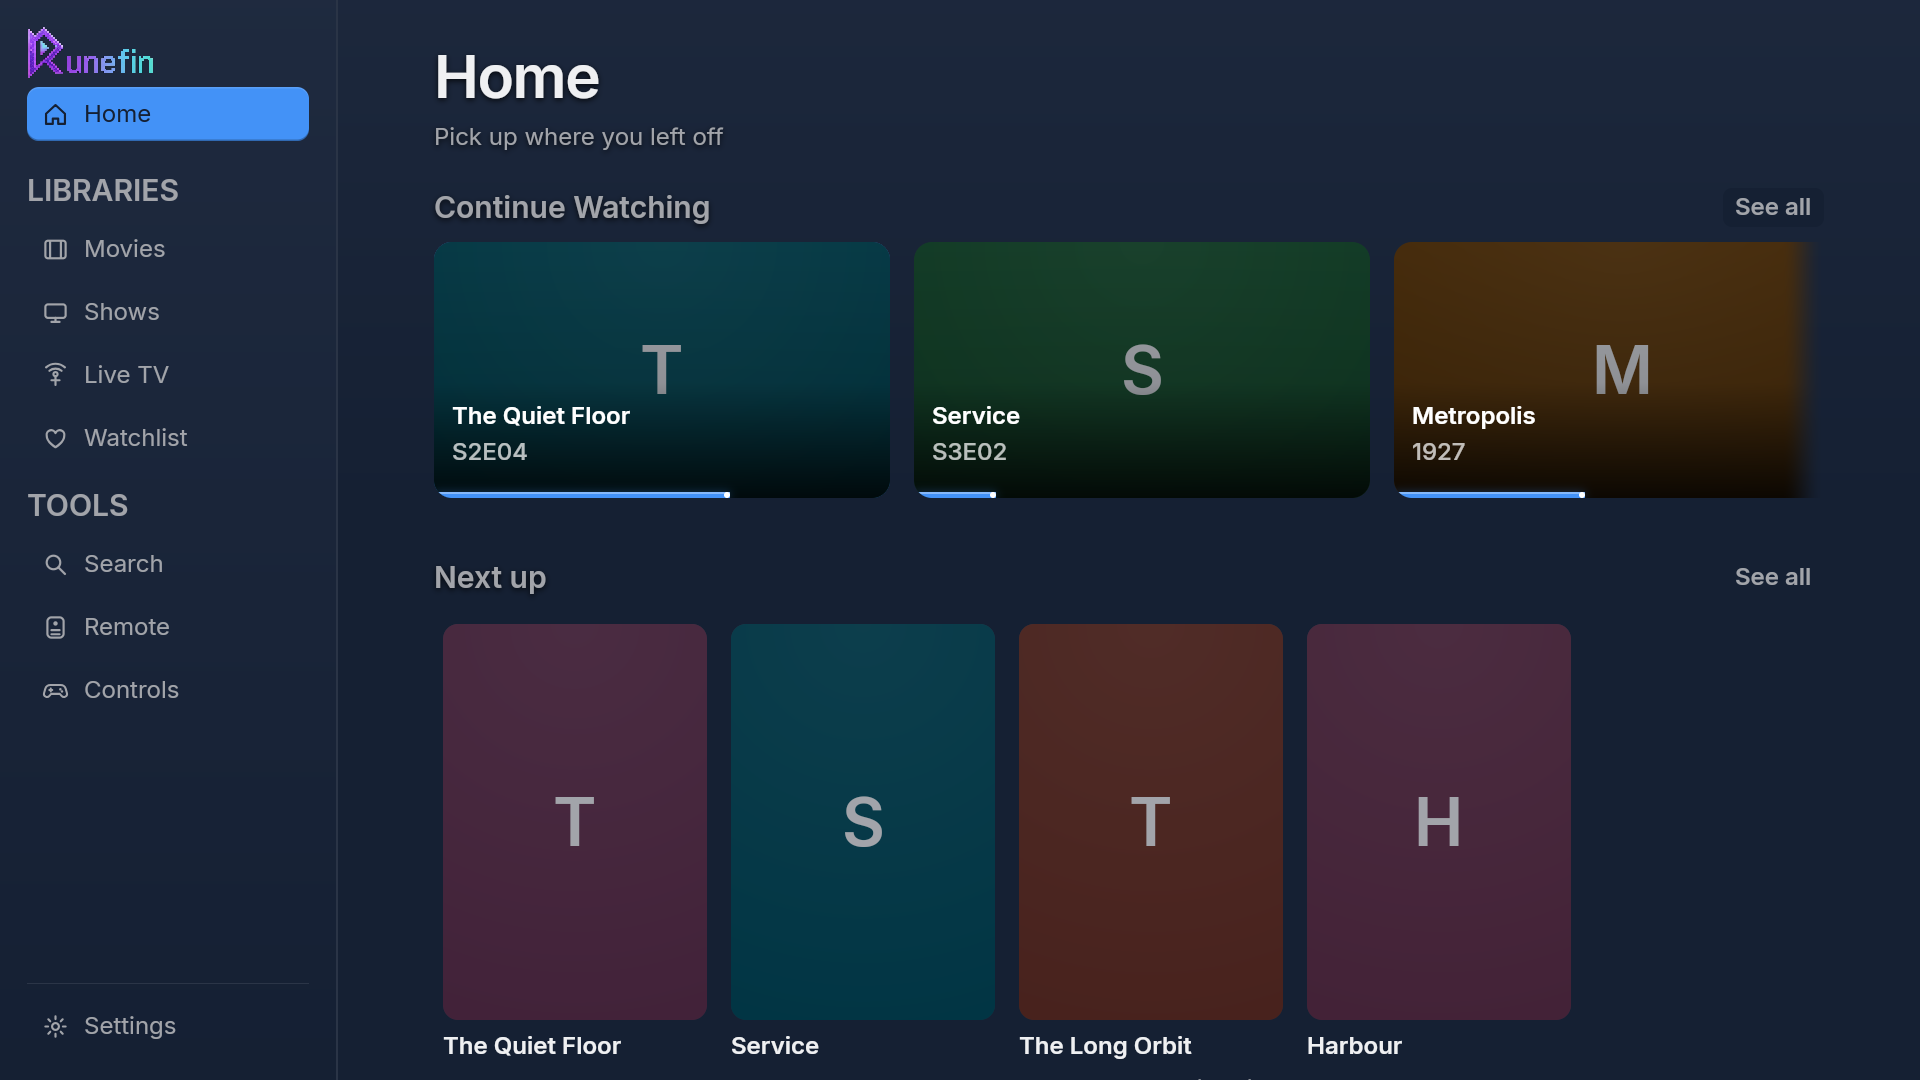 Runefin
Home
LIBRARIES
Movies
Shows
Live TV
Watchlist
TOOLS
Search
Remote
Controls
Settings
Home
Pick up where you left off
Continue Watching
See all
T
The Quiet Floor
S2E04
S
Service
S3E02
M
Metropolis
1927
Next up
See all
T
The Quiet Floor
S
Service
T
The Long Orbit
H
Harbour